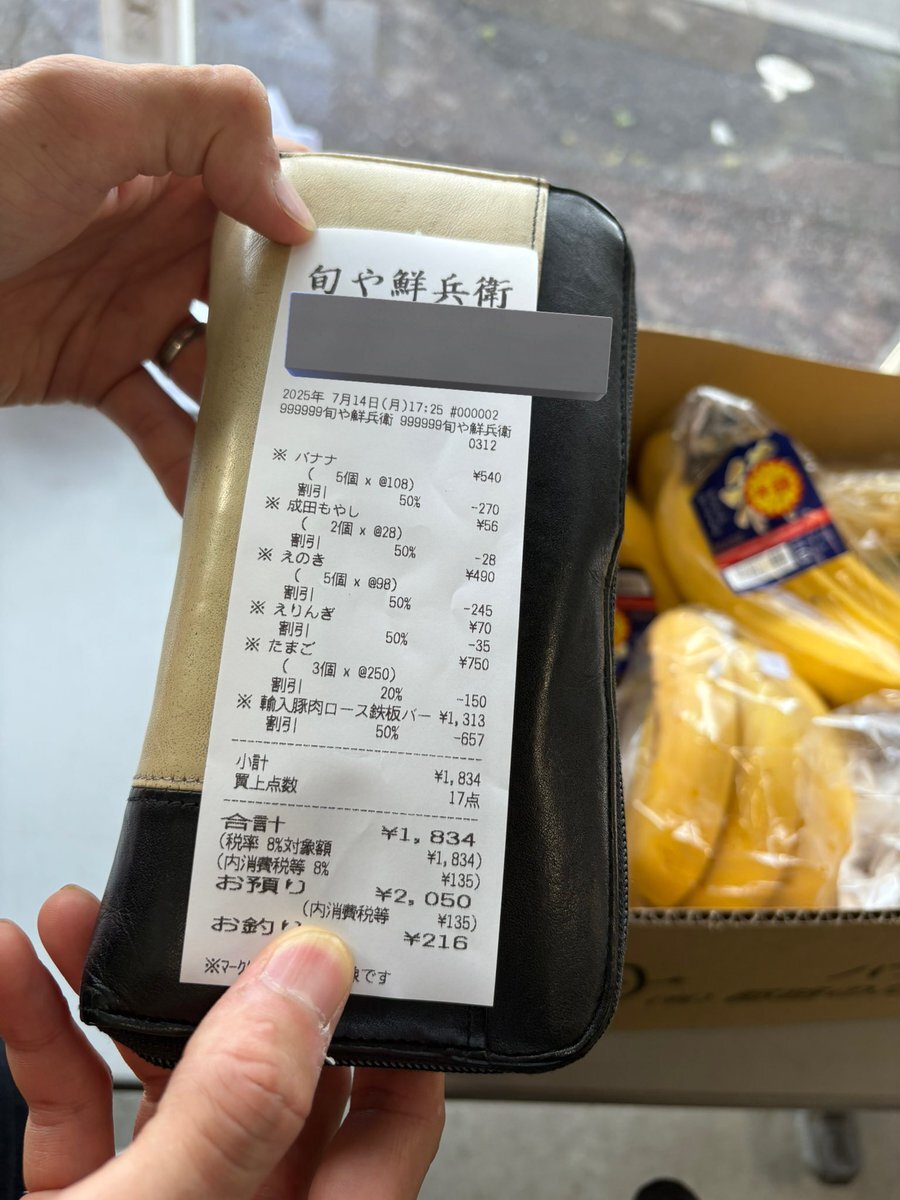 旬や鮮兵衛
2025年 7月14日(月)17:25 #000002
999999旬や鮮兵衛 999999旬や鮮兵衛
0312
※ バナナ ¥540
( 5個 x @108)
割引 50% -270
※ 成田もやし ¥56
( 2個 x @28)
割引 50% -28
※ えのき ¥490
( 5個 x @98)
割引 50% -245
※ えりんぎ ¥70
割引 50% -35
※ たまご ¥750
( 3個 x @250)
割引 20% -150
※ 輸入豚肉ロース鉄板バー ¥1,313
割引 50% -657
小計 ¥1,834
買上点数 17点
合計 ¥1,834
(税率 8%対象額 ¥1,834)
(内消費税等 8% ¥135)
お預り ¥2,050
(内消費税等 ¥135)
お釣り ¥216
※マーク です